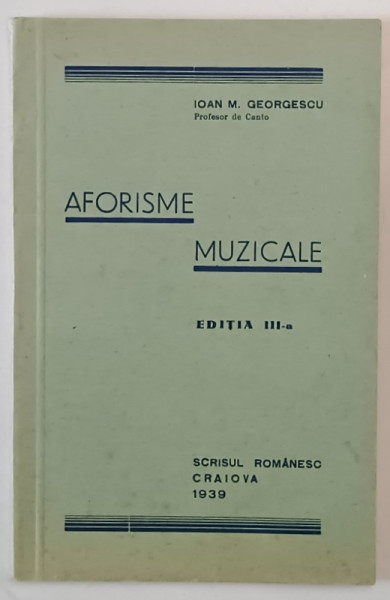 IOAN M. GEORGESCU
Profesor de Canto
AFORISME
MUZICALE
EDIȚIA III-a
SCRISUL ROMÂNESC
CRAIOVA
1939